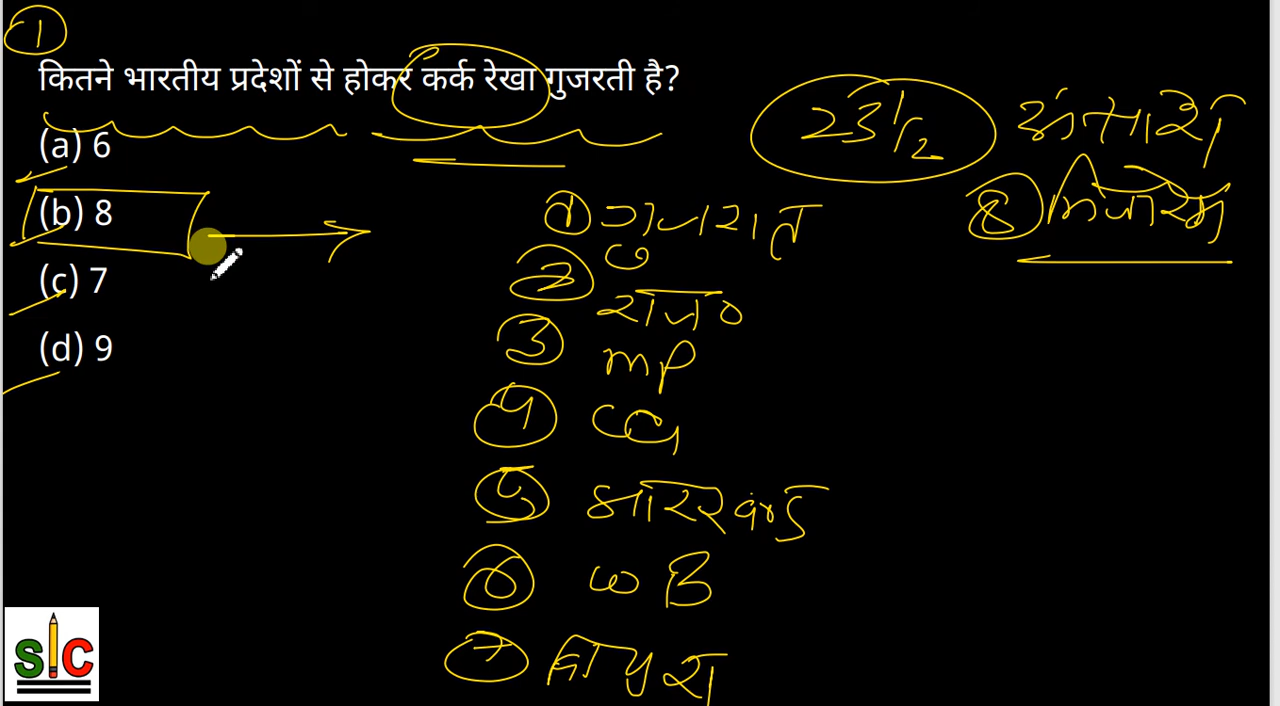 ①
कितने भारतीय प्रदेशों से होकर कर्क रेखा गुजरती है?
(a) 6
(b) 8
(c) 7
(d) 9
23 1/2 अक्षांश
① गुजरात
②
राज०
③ MP
④ CG
⑤ झारखंड
⑥ WB
⑦ त्रिपुरा
⑧ मिजोरम
SIC